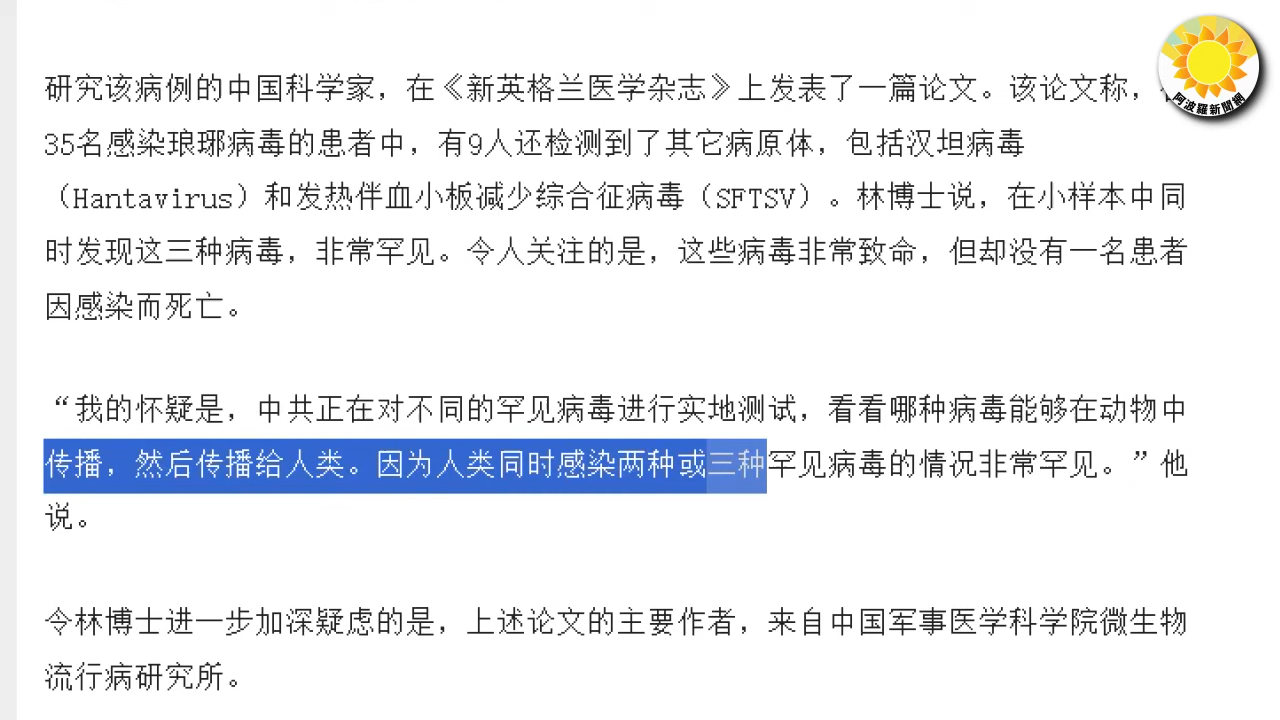 研究该病例的中国科学家，在《新英格兰医学杂志》上发表了一篇论文。该论文称，
35名感染琅琊病毒的患者中，有9人还检测到了其它病原体，包括汉坦病毒
（Hantavirus）和发热伴血小板减少综合征病毒（SFTSV）。林博士说，在小样本中同
时发现这三种病毒，非常罕见。令人关注的是，这些病毒非常致命，但却没有一名患者
因感染而死亡。
“我的怀疑是，中共正在对不同的罕见病毒进行实地测试，看看哪种病毒能够在动物中
传播，然后传播给人类。因为人类同时感染两种或三种罕见病毒的情况非常罕见。”他
说。
令林博士进一步加深疑虑的是，上述论文的主要作者，来自中国军事医学科学院微生物
流行病研究所。
阿波羅新聞網